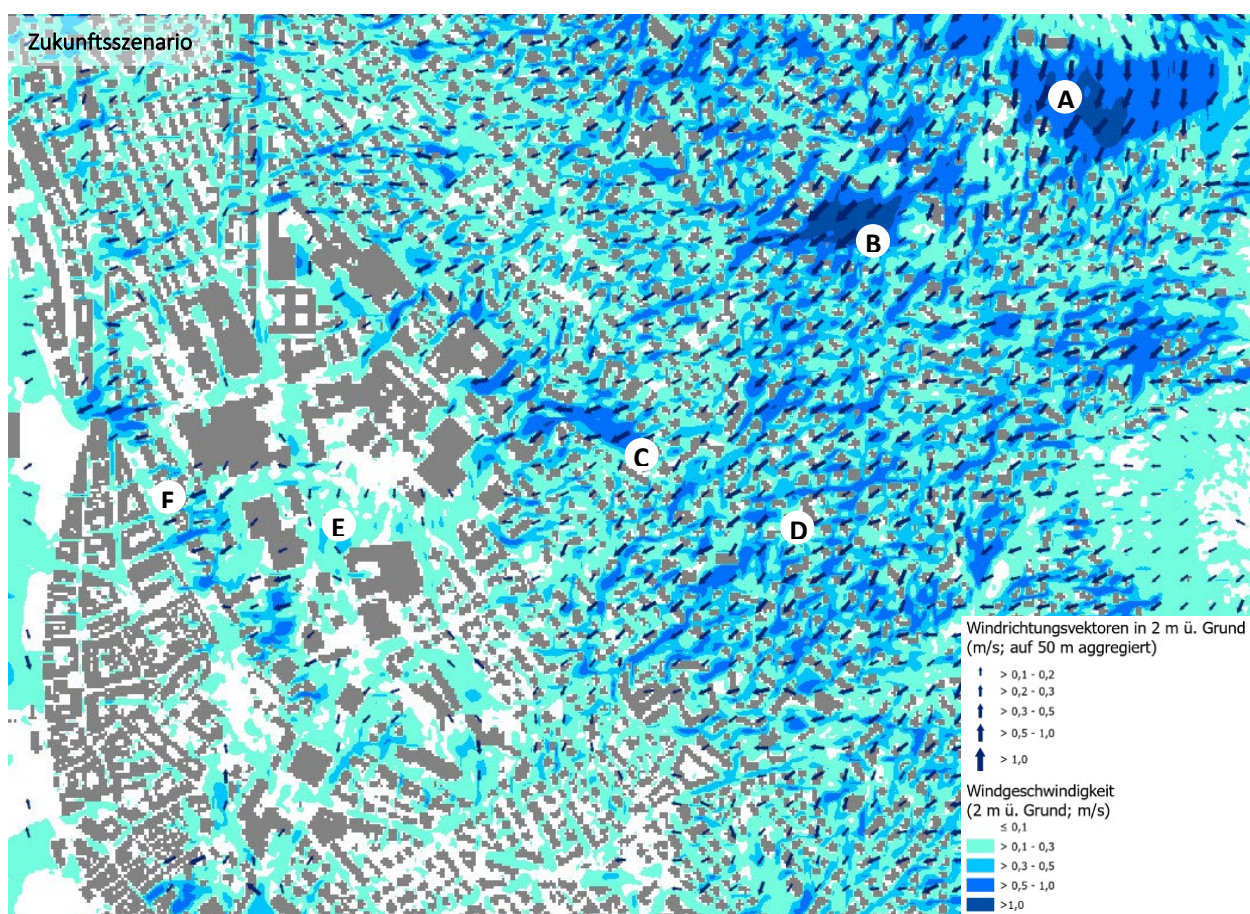 Zukunftsszenario
A
B
C
D
E
F
Windrichtungsvektoren in 2 m ü. Grund
(m/s; auf 50 m aggregiert)
> 0,1 - 0,2
> 0,2 - 0,3
> 0,3 - 0,5
> 0,5 - 1,0
> 1,0
Windgeschwindigkeit
(2 m ü. Grund; m/s)
≤ 0,1
> 0,1 - 0,3
> 0,3 - 0,5
> 0,5 - 1,0
>1,0